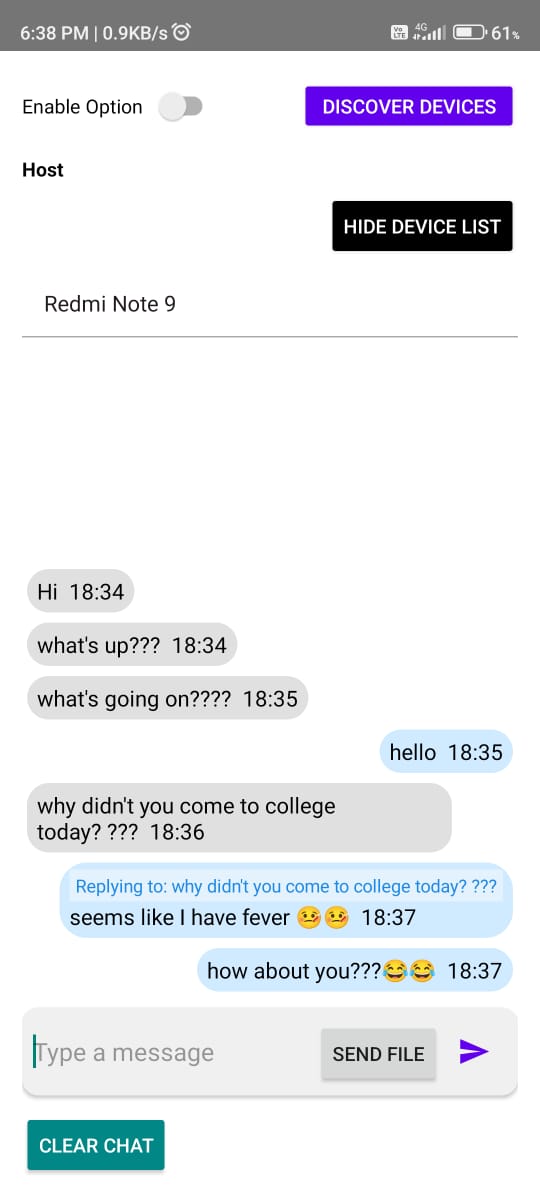 6:38 PM | 0.9KB/s
Vo LTE 4G 61%
Enable Option
DISCOVER DEVICES
Host
HIDE DEVICE LIST
Redmi Note 9
Hi 18:34
what's up??? 18:34
what's going on???? 18:35
hello 18:35
why didn't you come to college
today? ??? 18:36
Replying to: why didn't you come to college today? ???
seems like I have fever 🤒🤒 18:37
how about you???😂😂 18:37
Type a message
SEND FILE
CLEAR CHAT